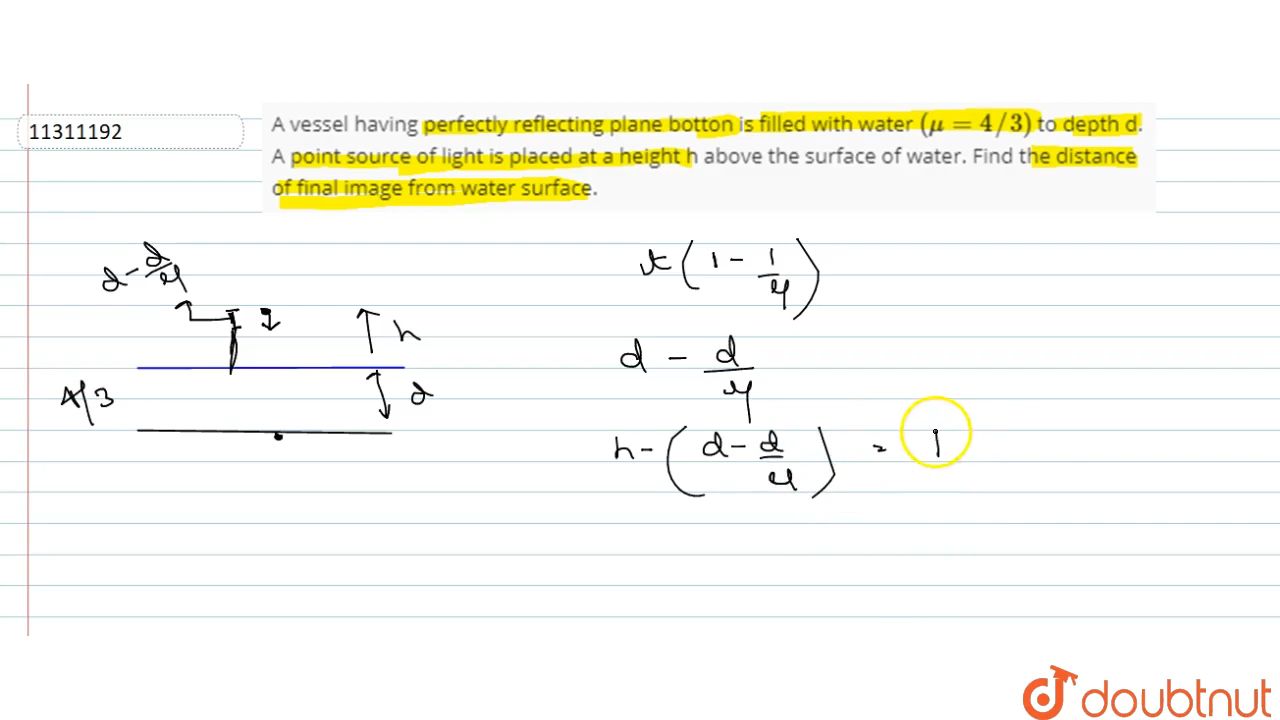 11311192
A vessel having perfectly reflecting plane botton is filled with water (μ = 4/3) to depth d.
A point source of light is placed at a height h above the surface of water. Find the distance
of final image from water surface.
d - d/μ
h
4/3
d
t(1 - 1/μ)
d - d/μ
h - (d - d/μ) = 1
doubtnut